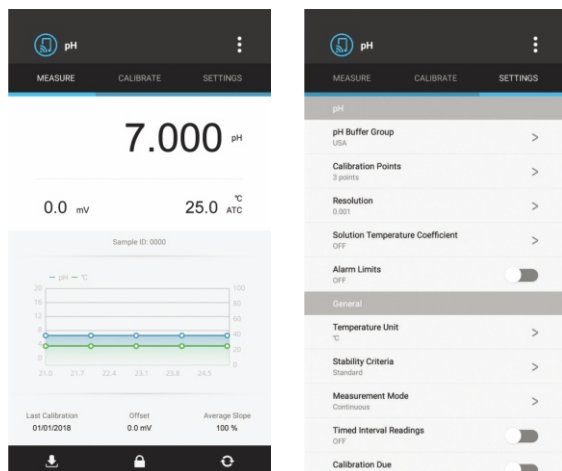 pH
MEASURE CALIBRATE SETTINGS
7.000 pH
0.0 mV 25.0 °C ATC
Sample ID: 0000
pH °C
20 100
16 80
12 60
8 40
4 20
0 0
21.0 21.7 22.4 23.1 23.8 24.5
Last Calibration Offset Average Slope
01/01/2018 0.0 mV 100 %
pH
MEASURE CALIBRATE SETTINGS
pH
pH Buffer Group
USA
Calibration Points
3 points
Resolution
0.001
Solution Temperature Coefficient
OFF
Alarm Limits
OFF
General
Temperature Unit
°C
Stability Criteria
Standard
Measurement Mode
Continuous
Timed Interval Readings
OFF
Calibration Due